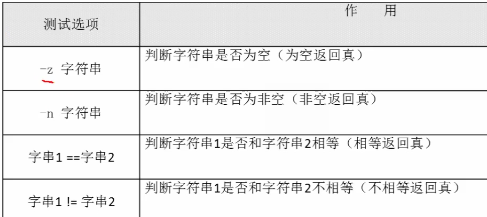 测试选项
作 用
-z 字符串
判断字符串是否为空（为空返回真）
-n 字符串
判断字符串是否为非空（非空返回真）
字串1 ==字串2
判断字符串1是否和字符串2相等（相等返回真）
字串1 != 字串2
判断字符串1是否和字符串2不相等（不相等返回真）